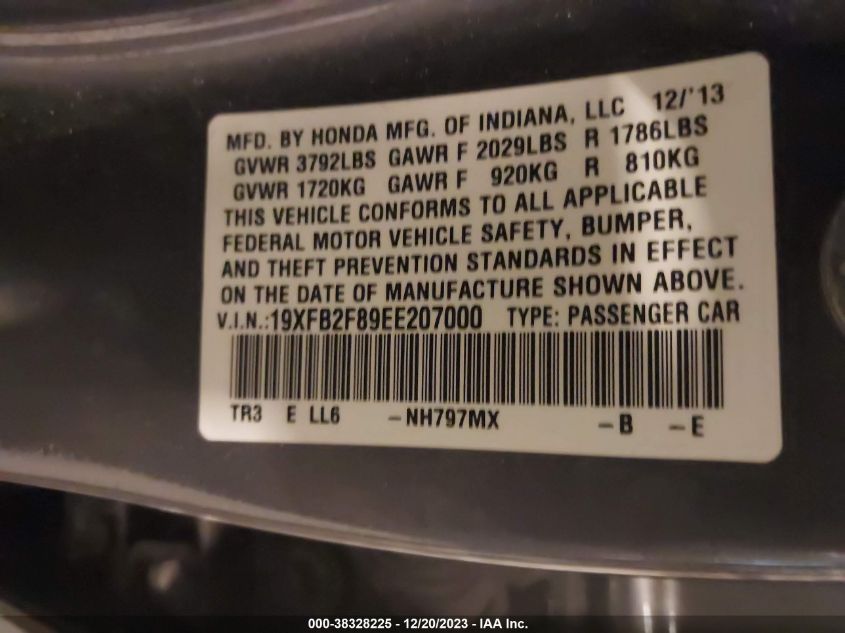 MFD. BY HONDA MFG. OF INDIANA, LLC 12/'13
GVWR 3792LBS GAWR F 2029LBS R 1786LBS
GVWR 1720KG GAWR F 920KG R 810KG
THIS VEHICLE CONFORMS TO ALL APPLICABLE
FEDERAL MOTOR VEHICLE SAFETY, BUMPER,
AND THEFT PREVENTION STANDARDS IN EFFECT
ON THE DATE OF MANUFACTURE SHOWN ABOVE.
V.I.N.:19XFB2F89EE207000 TYPE: PASSENGER CAR
TR3 E LL6 -NH797MX -B -E
000-38328225 - 12/20/2023 - IAA Inc.